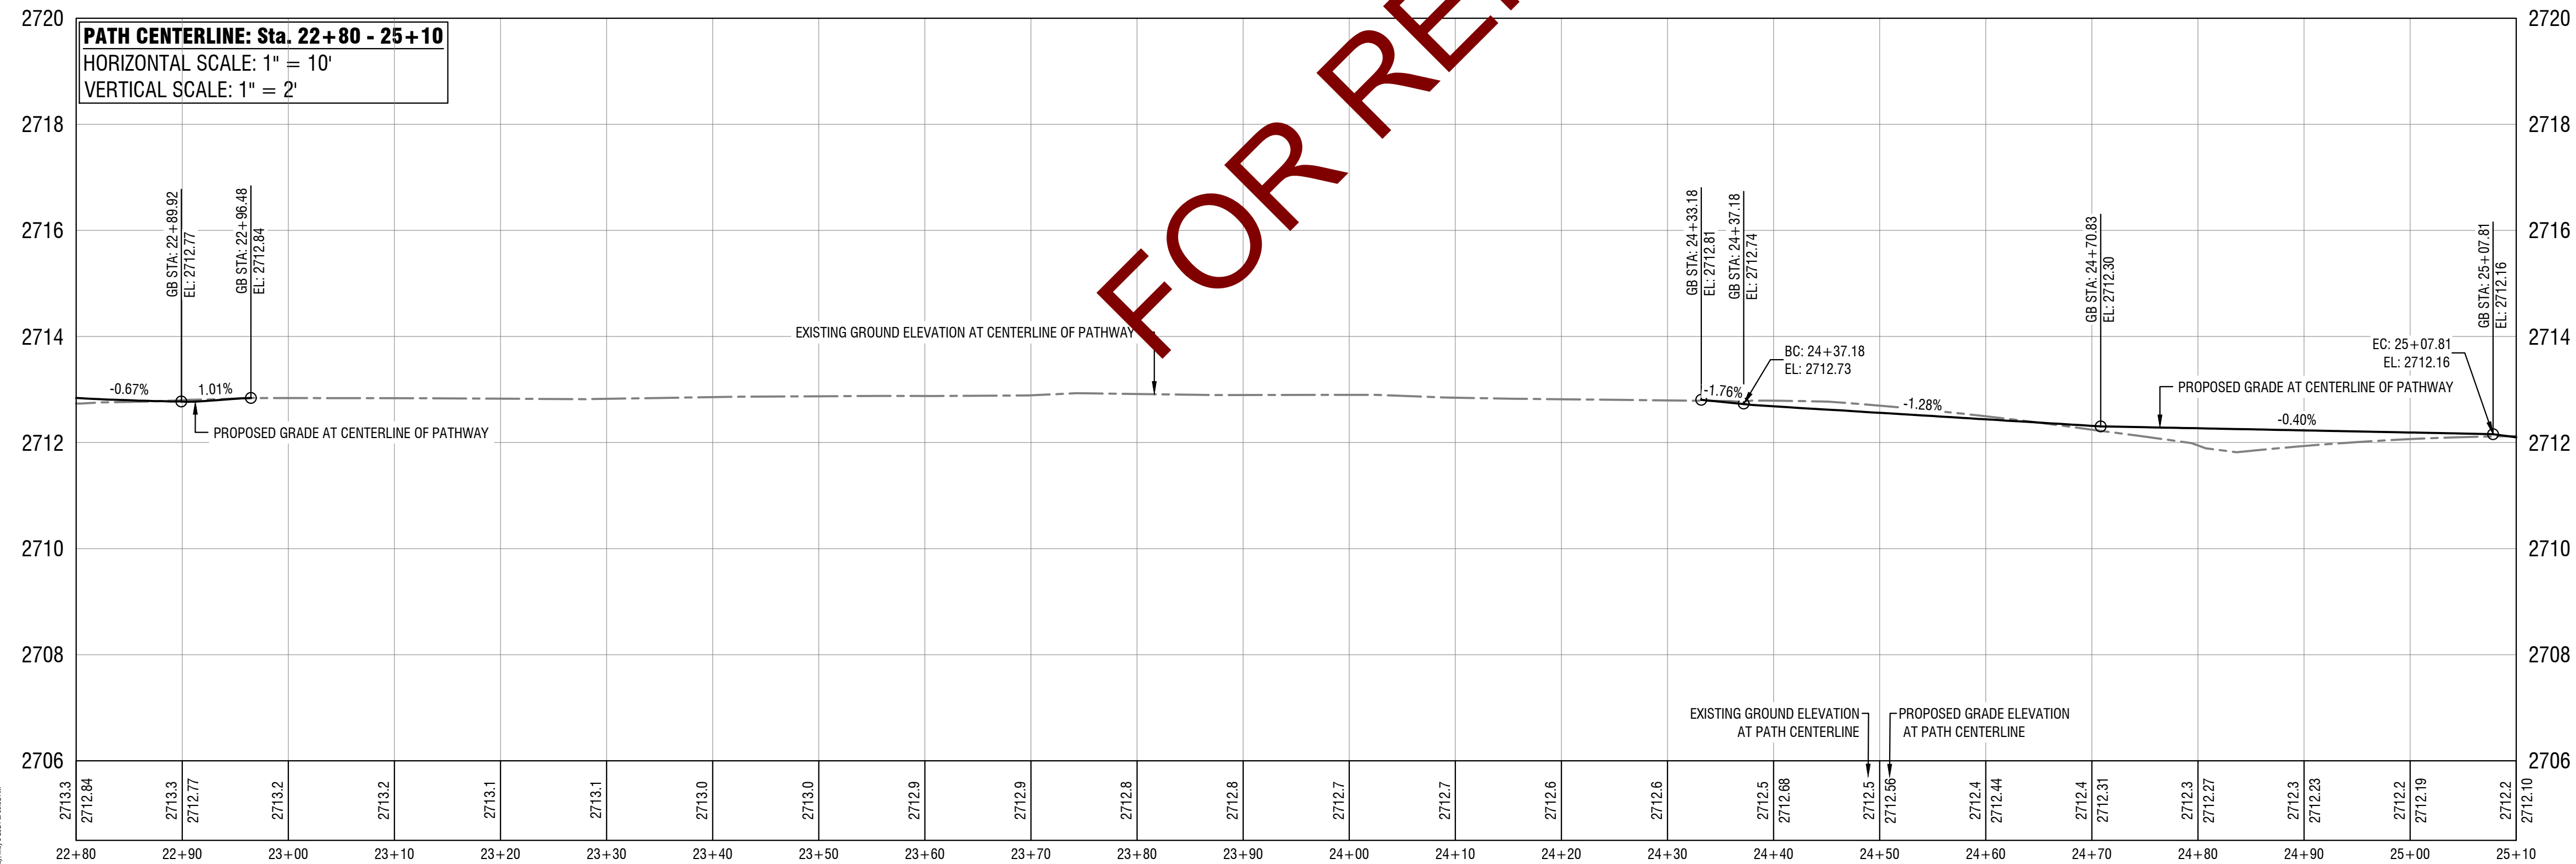 2720
2720
PATH CENTERLINE: Sta. 22+80 - 25+10
HORIZONTAL SCALE: 1" = 10'
VERTICAL SCALE: 1" = 2'
FOR
2718
2718
GB STA: 22+89.92
EL: 2712.77
GB STA: 22+96.48
EL: 2712.84
GB STA: 24+33.18
EL: 2712.81
GB STA: 24+37.18
EL: 2712.74
GB STA: 24+70.83
EL: 2712.30
GB STA: 25+07.81
EL: 2712.16
2716
2716
EXISTING GROUND ELEVATION AT CENTERLINE OF PATHWAY
2714
2714
BC: 24+37.18
EL: 2712.73
EC: 25+07.81
EL: 2712.16
-0.67%
1.01%
-1.76%
PROPOSED GRADE AT CENTERLINE OF PATHWAY
-1.28%
-0.40%
PROPOSED GRADE AT CENTERLINE OF PATHWAY
2712
2712
2710
2710
2708
2708
EXISTING GROUND ELEVATION
AT PATH CENTERLINE
PROPOSED GRADE ELEVATION
AT PATH CENTERLINE
2706
2706
2713.3
2712.84
2713.3
2712.77
2713.2
2713.2
2713.1
2713.1
2713.0
2713.0
2712.9
2712.9
2712.8
2712.8
2712.7
2712.7
2712.6
2712.6
2712.5
2712.68
2712.5
2712.56
2712.4
2712.44
2712.4
2712.31
2712.3
2712.27
2712.3
2712.23
2712.2
2712.19
2712.2
2712.10
22+80
22+90
23+00
23+10
23+20
23+30
23+40
23+50
23+60
23+70
23+80
23+90
24+00
24+10
24+20
24+30
24+40
24+50
24+60
24+70
24+80
24+90
25+00
25+10